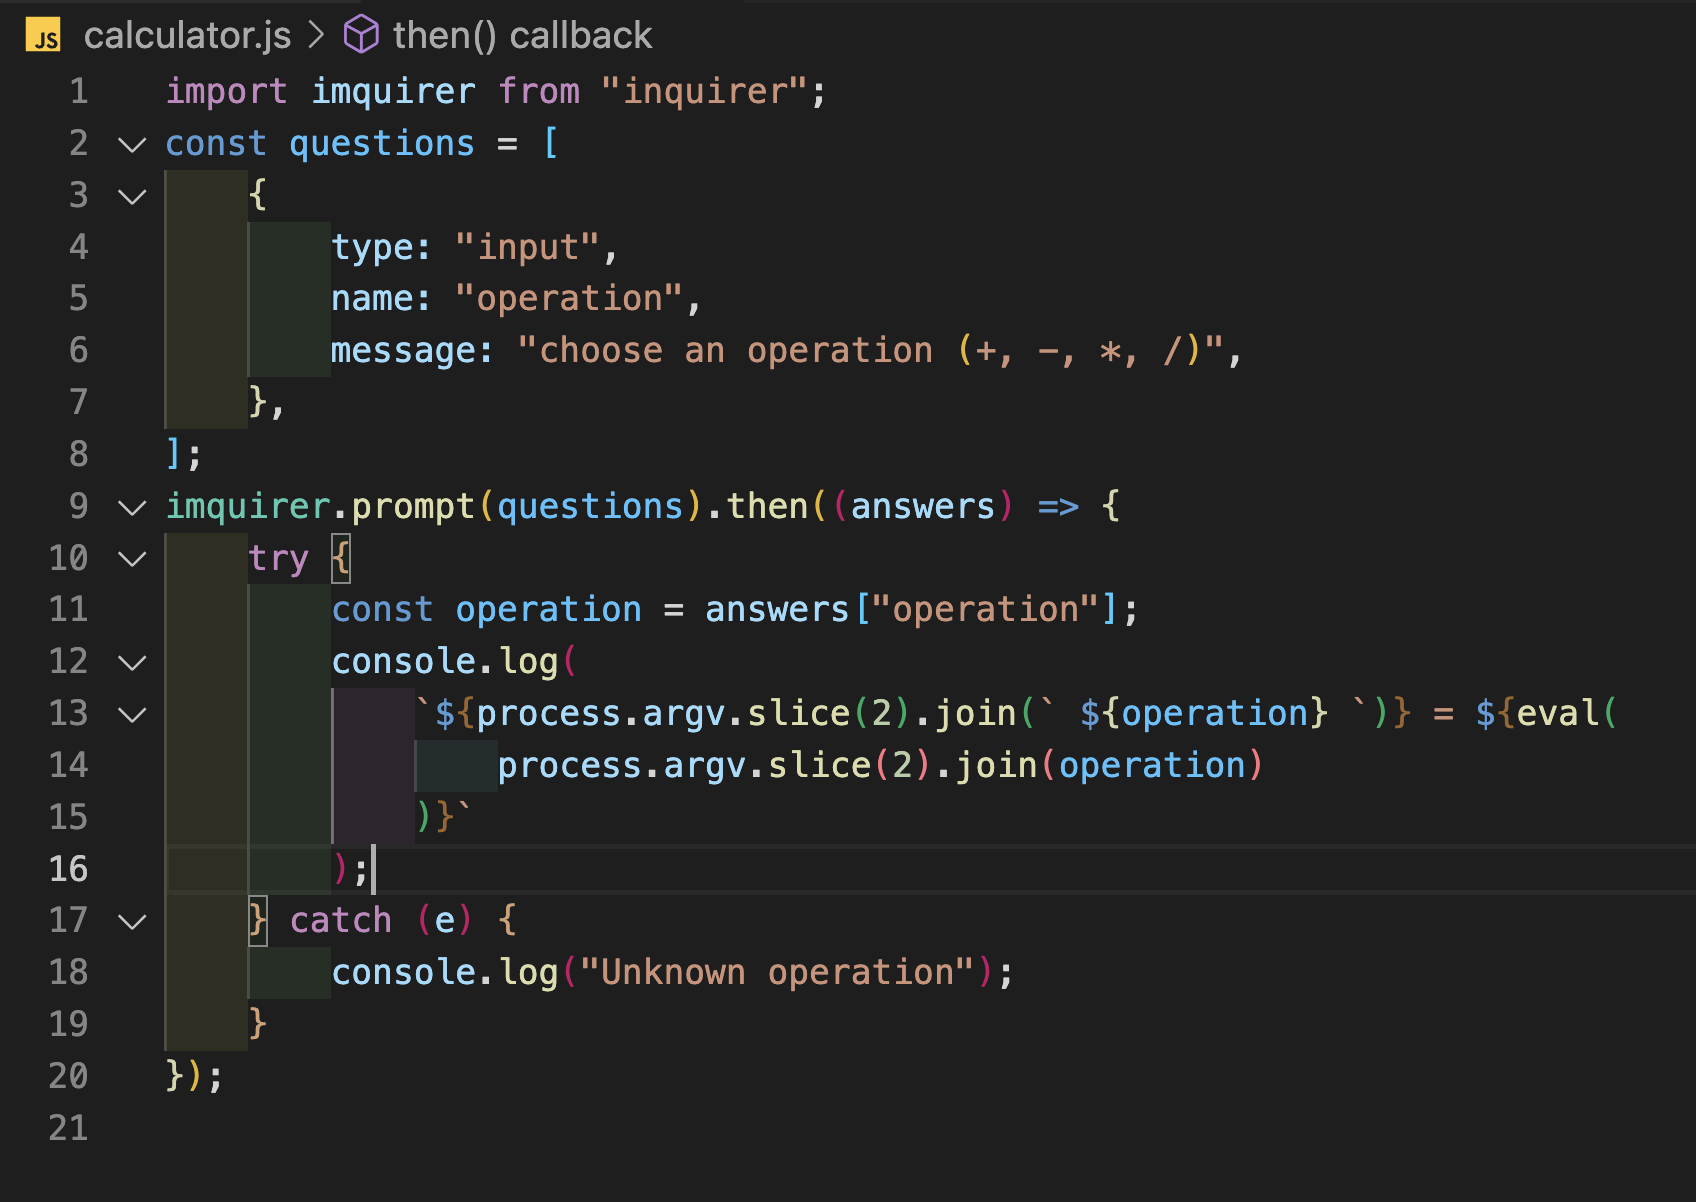 JS calculator.js > then() callback
1 import imquirer from "inquirer";
2 const questions = [
3 {
4 type: "input",
5 name: "operation",
6 message: "choose an operation (+, -, *, /)",
7 },
8 ];
9 imquirer.prompt(questions).then((answers) => {
10 try {
11 const operation = answers["operation"];
12 console.log(
13 `${process.argv.slice(2).join(` ${operation} `)} = ${eval(
14 process.argv.slice(2).join(operation)
15 )}`
16 );
17 } catch (e) {
18 console.log("Unknown operation");
19 }
20 });
21